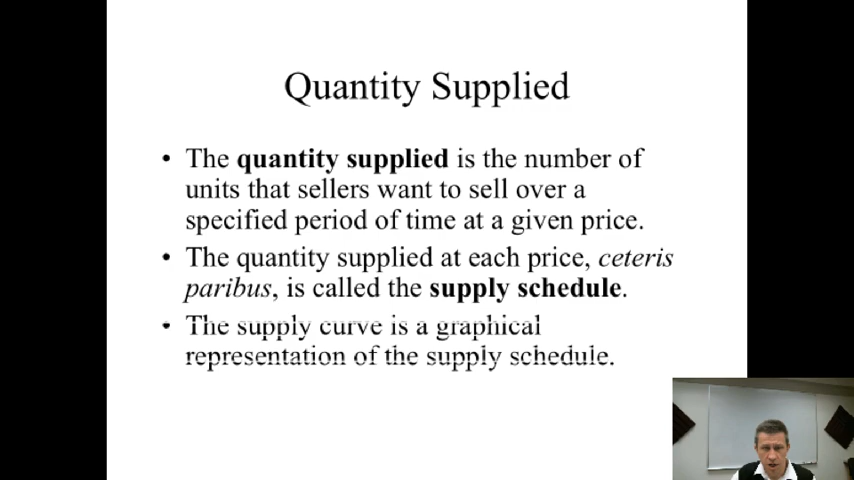 Quantity Supplied
• The quantity supplied is the number of
units that sellers want to sell over a
specified period of time at a given price.
• The quantity supplied at each price, ceteris
paribus, is called the supply schedule.
• The supply curve is a graphical
representation of the supply schedule.